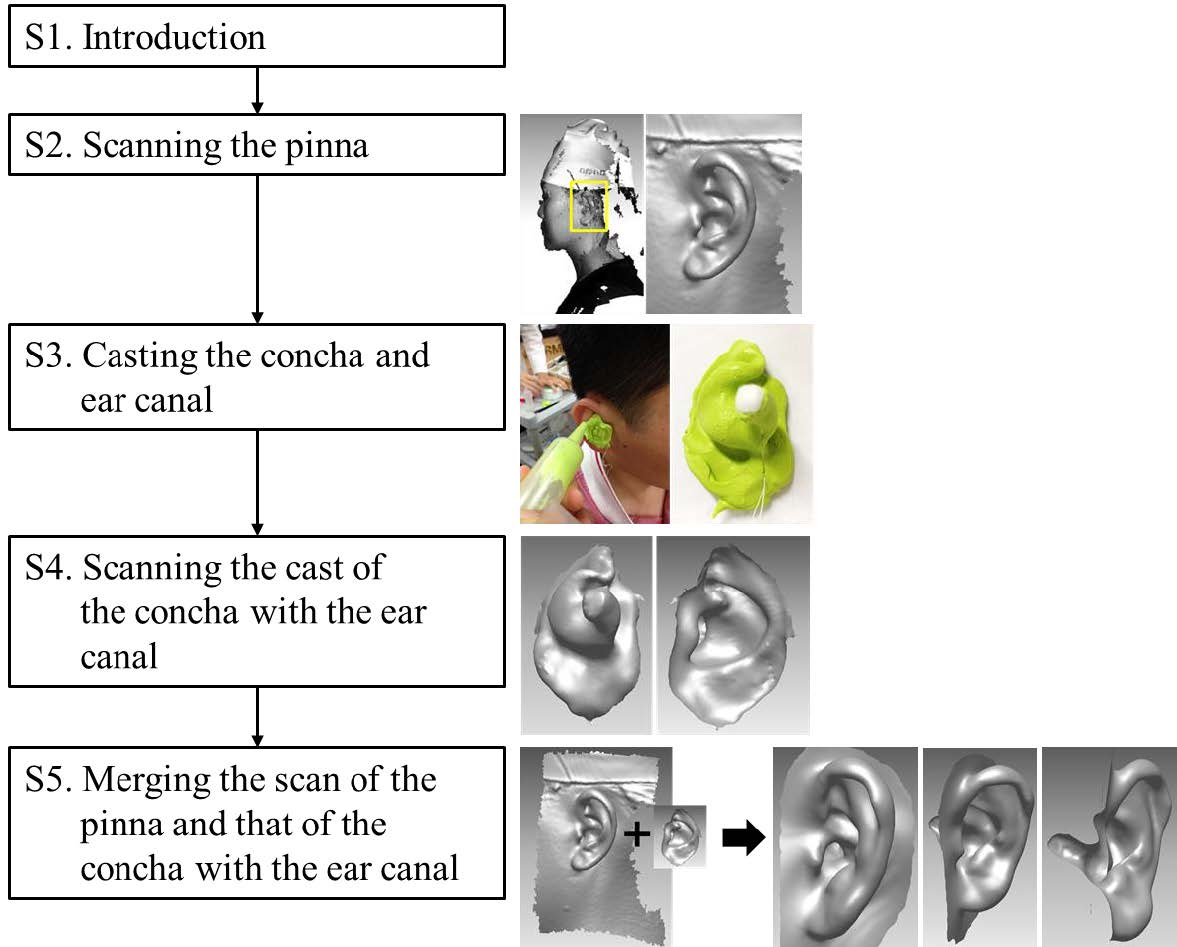 S1. Introduction
S2. Scanning the pinna
S3. Casting the concha and
ear canal
S4. Scanning the cast of
the concha with the ear
canal
S5. Merging the scan of the
pinna and that of the
concha with the ear canal
+